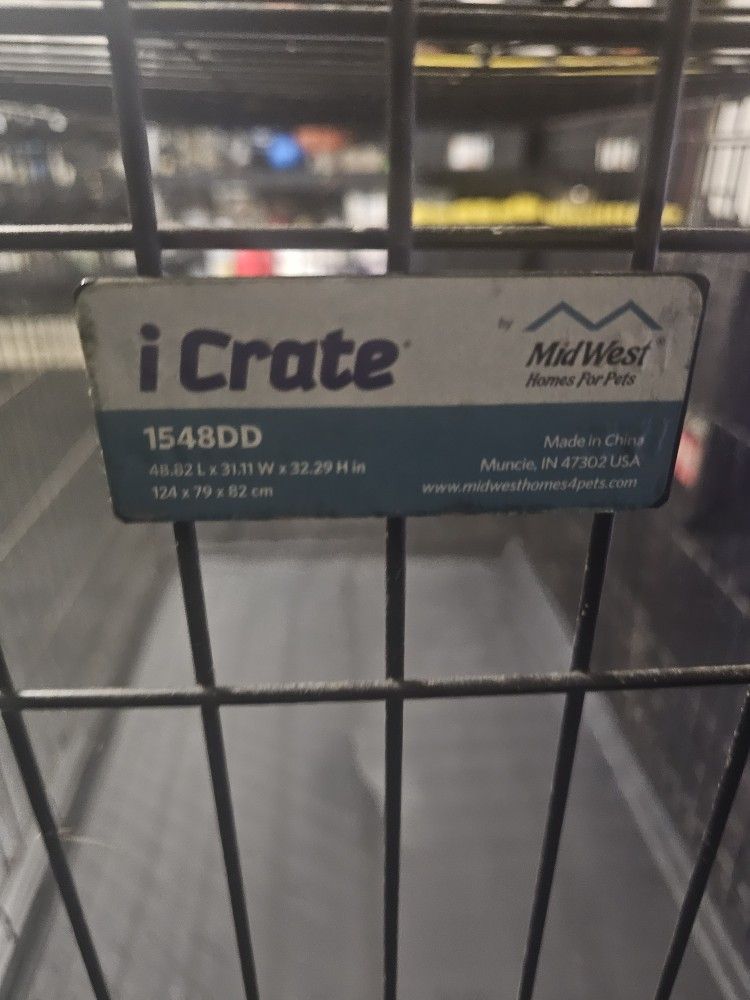 i Crate
by
MidWest®
Homes For Pets
1548DD
48.82 L x 31.11 W x 32.29 H in
124 x 79 x 82 cm
Made in China
Muncie, IN 47302 USA
www.midwesthomes4pets.com